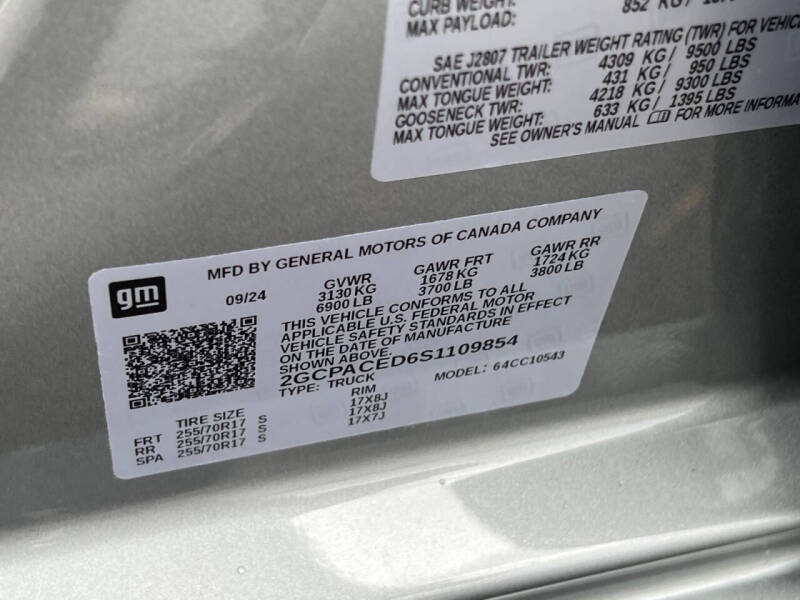 CURB WEIGHT:
MAX PAYLOAD: 852 KG /
SAE J2807 TRAILER WEIGHT RATING (TWR) FOR
CONVENTIONAL TWR: 4309 KG / 9500 LBS
MAX TONGUE WEIGHT: 431 KG / 950 LBS
GOOSENECK TWR: 4218 KG / 9300 LBS
MAX TONGUE WEIGHT: 633 KG / 1395 LBS
SEE OWNER'S MANUAL FOR MORE
gm
MFD BY GENERAL MOTORS OF CANADA COMPANY
09/24 GVWR GAWR FRT GAWR RR
3130 KG 1678 KG 1724 KG
6900 LB 3700 LB 3800 LB
THIS VEHICLE CONFORMS TO ALL
APPLICABLE U.S. FEDERAL MOTOR
VEHICLE SAFETY STANDARDS IN EFFECT
ON THE DATE OF MANUFACTURE
SHOWN ABOVE.
2GCPACED6S1109854
TYPE: TRUCK MODEL: 64CC10543
TIRE SIZE RIM
FRT 255/70R17 S 17X8J
RR 255/70R17 S 17X8J
SPA 255/70R17 S 17X7J